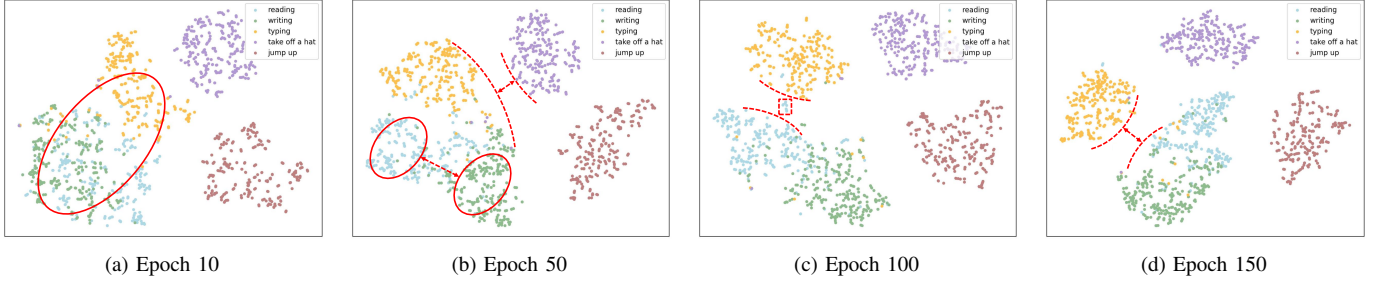 reading
writing
typing
take off a hat
jump up
reading
writing
typing
take off a hat
jump up
reading
writing
typing
take off a hat
jump up
reading
writing
typing
take off a hat
jump up
(a) Epoch 10
(b) Epoch 50
(c) Epoch 100
(d) Epoch 150